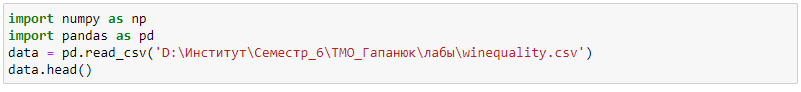 import numpy as np
import pandas as pd
data = pd.read_csv('D:\Институт\Семестр_6\ТМО_Гапанюк\лабы\winequality.csv')
data.head()